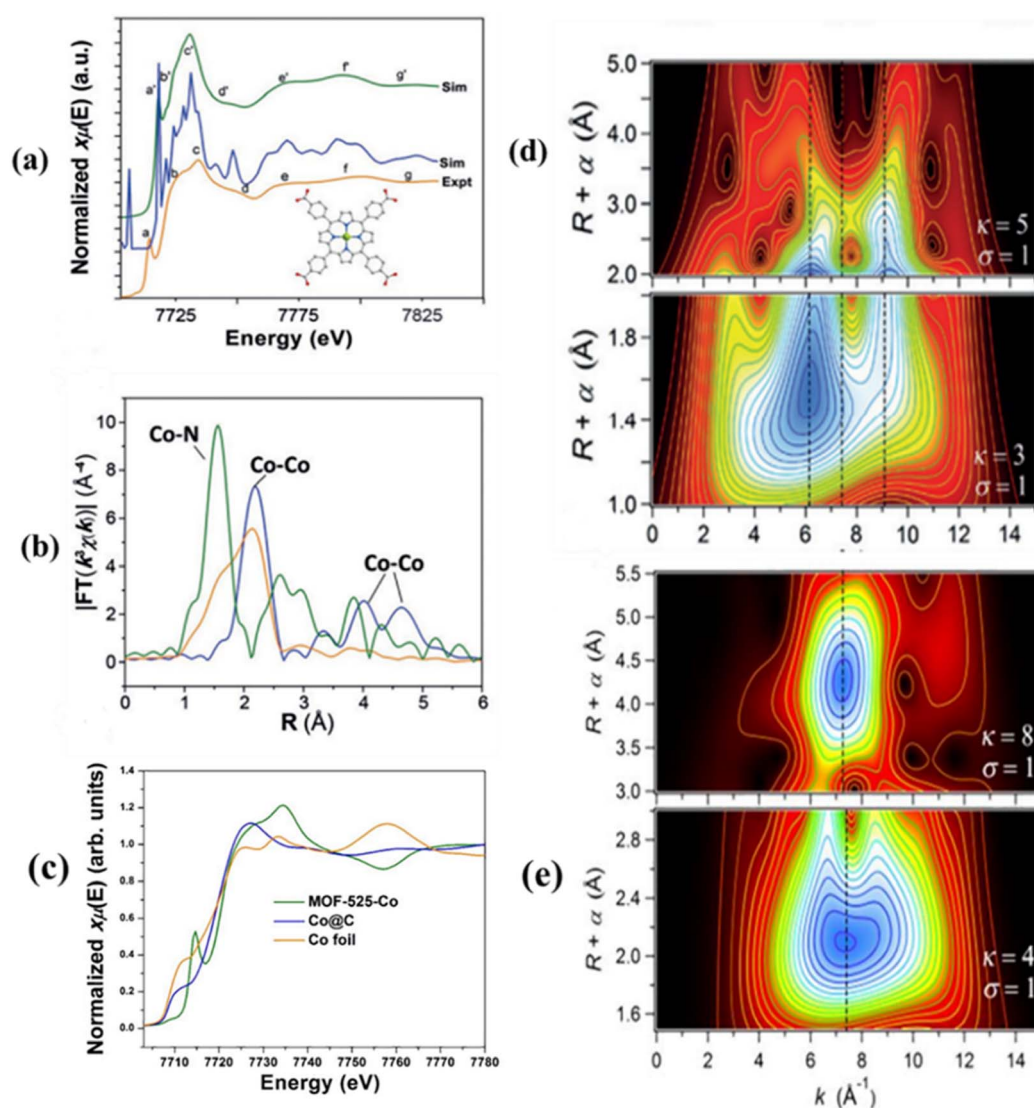 (a)
Normalized xμ(E) (a.u.)
a' b' c' d' e' f' g'
Sim
Sim
Expt
a b c d e f g
7725 7775 7825
Energy (eV)
(b)
|FT(k³χ(k))| (Å⁻⁴)
10
8
6
4
2
0
Co-N
Co-Co
Co-Co
0 1 2 3 4 5 6
R (Å)
(c)
Normalized xμ(E) (arb. units)
1.4
1.2
1.0
0.8
0.6
0.4
0.2
0.0
MOF-525-Co
Co@C
Co foil
7710 7720 7730 7740 7750 7760 7770 7780
Energy (eV)
(d)
R + α (Å)
5.0
4.0
3.0
2.0
κ = 5
σ = 1
R + α (Å)
1.8
1.4
1.0
κ = 3
σ = 1
0 2 4 6 8 10 12 14
(e)
R + α (Å)
5.5
5.0
4.5
4.0
3.5
3.0
κ = 8
σ = 1
R + α (Å)
2.8
2.4
2.0
1.6
κ = 4
σ = 1
0 2 4 6 8 10 12 14
k (Å⁻¹)